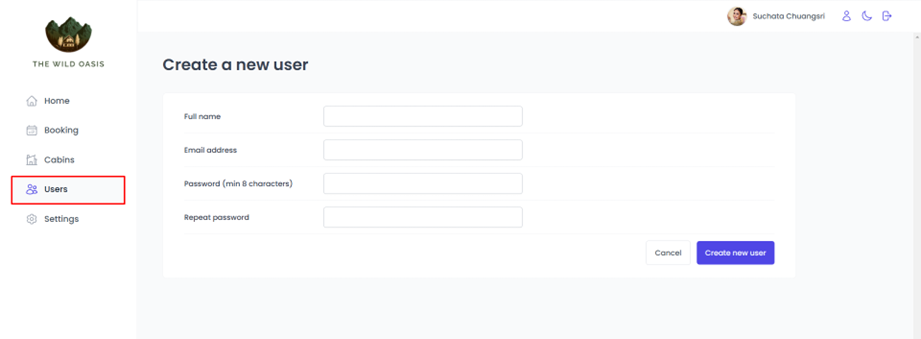 Suchata Chuangsri
THE WILD OASIS
Home
Booking
Cabins
Users
Settings
Create a new user
Full name
Email address
Password (min 8 characters)
Repeat password
Cancel
Create new user